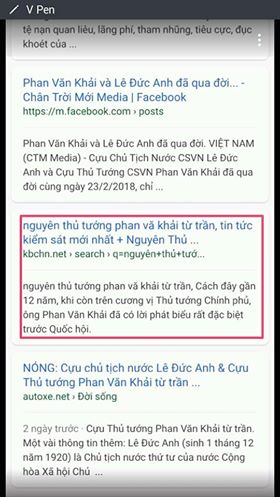 V Pen
tệ nạn quan liêu, lãng phí, tham nhũng, tiêu cực, đục
khoét của ...
Phan Văn Khải và Lê Đức Anh đã qua đời... -
Chân Trời Mới Media | Facebook
https://m.facebook.com › posts
Phan Văn Khải và Lê Đức Anh đã qua đời. VIỆT NAM
(CTM Media) - Cựu Chủ Tịch Nước CSVN Lê Đức
Anh và Cựu Thủ Tướng CSVN Phan Văn Khải đã
qua đời cùng ngày 23/2/2018, chỉ ...
nguyên thủ tướng phan vă khải từ trần, tin tức
kiểm sát mới nhất + Nguyên Thủ ...
kbchn.net › search › q=nguyên+thủ+tướ...
nguyên thủ tướng phan vă khải từ trần, Cách đây gần
12 năm, khi còn trên cương vị Thủ tướng Chính phủ,
ông Phan Văn Khải đã có lời phát biểu rất đặc biệt
trước Quốc hội.
NÓNG: Cựu chủ tịch nước Lê Đức Anh & Cựu
Thủ tướng Phan Văn Khải từ trần ...
autoxe.net › Đời sống
2 ngày trước · Cựu Thủ tướng Phan Văn Khải từ trần.
Một vài thông tin thêm: Lê Đức Anh (sinh 1 tháng 12
năm 1920) là Chủ tịch nước thứ tư của nước Cộng
hòa Xã hội Chủ ...